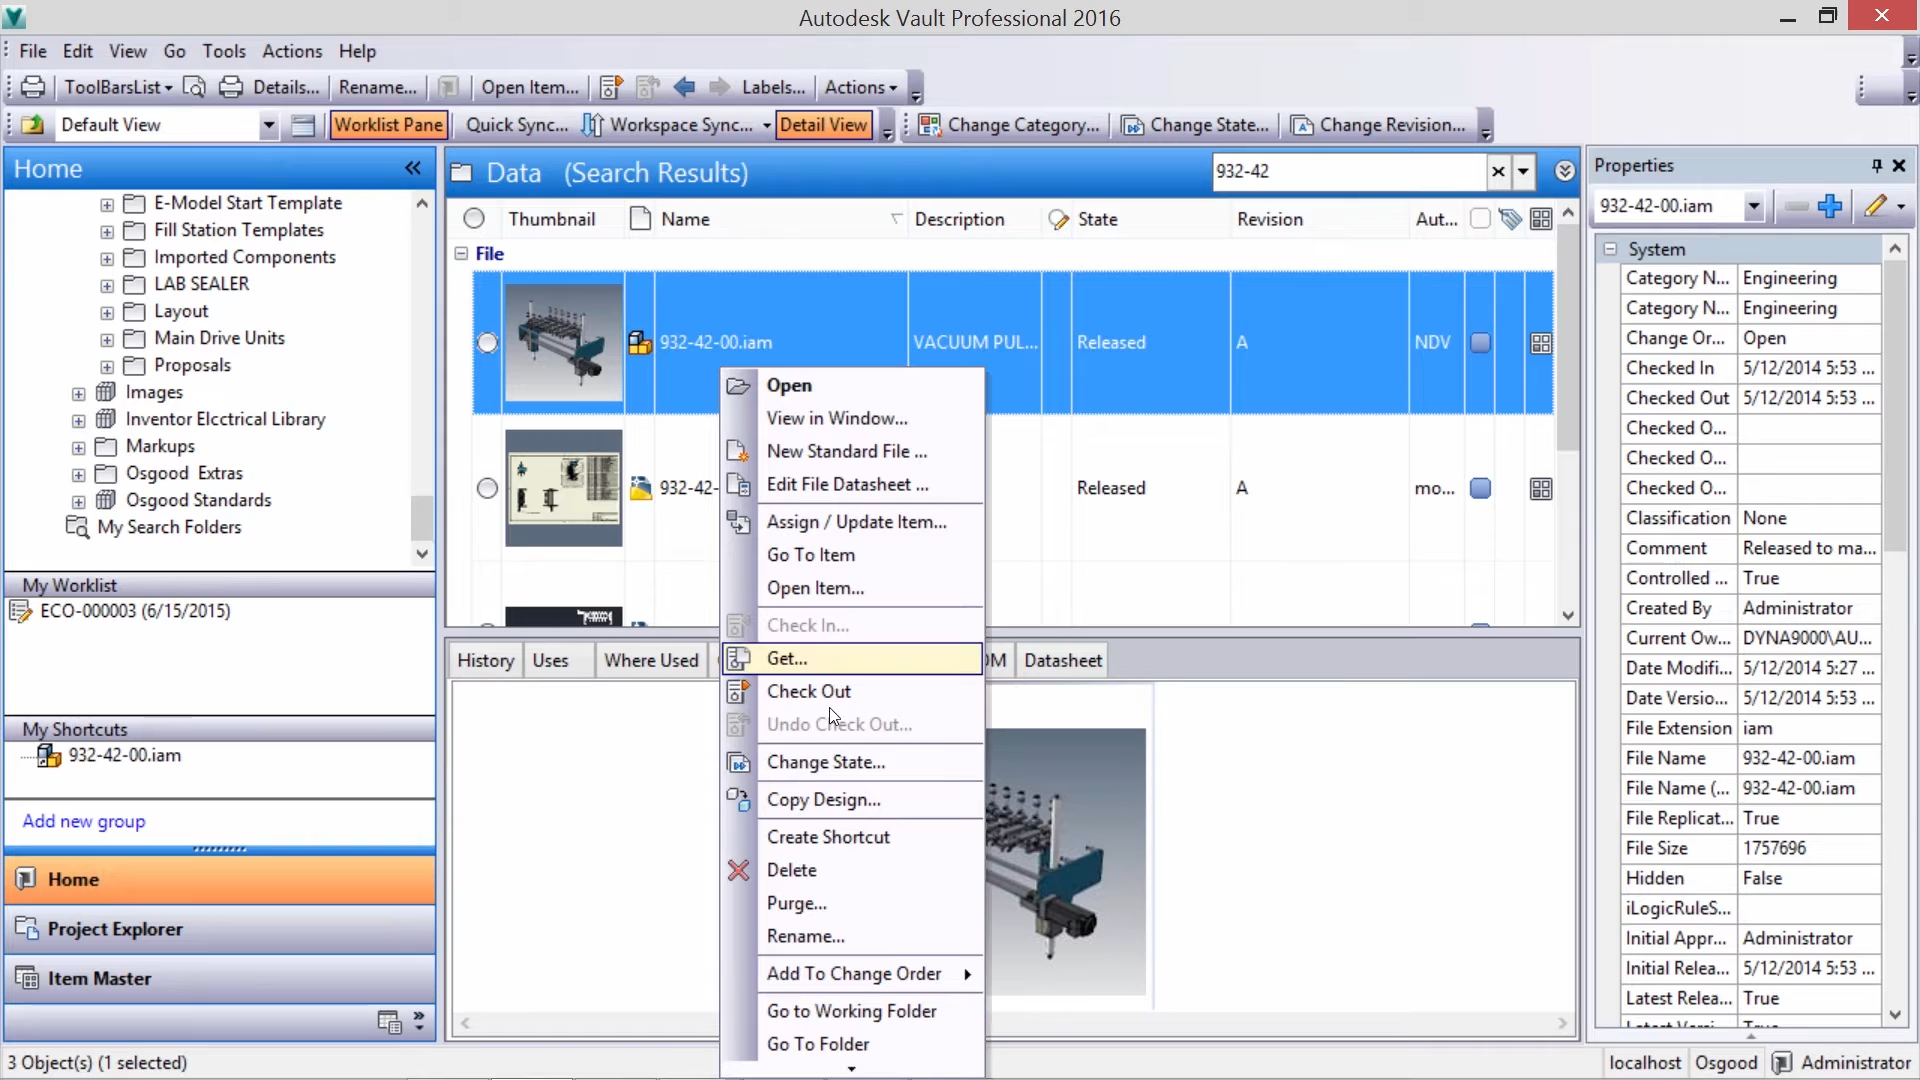 Autodesk Vault Professional 2016
File Edit View Go Tools Actions Help
ToolBarsList Details... Rename... Open Item... Labels... Actions
Default View Worklist Pane Quick Sync... Workspace Sync... Detail View Change Category... Change State... Change Revision...
Home
E-Model Start Template
Fill Station Templates
Imported Components
LAB SEALER
Layout
Main Drive Units
Proposals
Images
Inventor Elcctrical Library
Markups
Osgood Extras
Osgood Standards
My Search Folders
My Worklist
ECO-000003 (6/15/2015)
My Shortcuts
932-42-00.iam
Add new group
Home
Project Explorer
Item Master
3 Object(s) (1 selected)
Data (Search Results) 932-42
Thumbnail Name Description State Revision Aut...
File
932-42-00.iam VACUUM PUL... Released A NDV
932-42- Released A mo...
History Uses Where Used OM Datasheet
Open
View in Window...
New Standard File ...
Edit File Datasheet ...
Assign / Update Item...
Go To Item
Open Item...
Check In...
Get...
Check Out
Undo Check Out...
Change State...
Copy Design...
Create Shortcut
Delete
Purge...
Rename...
Add To Change Order
Go to Working Folder
Go To Folder
Properties
932-42-00.iam
System
Category N... Engineering
Category N... Engineering
Change Or... Open
Checked In 5/12/2014 5:53 ...
Checked Out 5/12/2014 5:53 ...
Checked O...
Checked O...
Checked O...
Classification None
Comment Released to ma...
Controlled ... True
Created By Administrator
Current Ow... DYNA9000\AU...
Date Modifi... 5/12/2014 5:27 ...
Date Versio... 5/12/2014 5:53 ...
File Extension iam
File Name 932-42-00.iam
File Name (... 932-42-00.iam
File Replicat... True
File Size 1757696
Hidden False
iLogicRuleS...
Initial Appr... Administrator
Initial Relea... 5/12/2014 5:53 ...
Latest Relea... True
localhost Osgood Administrator